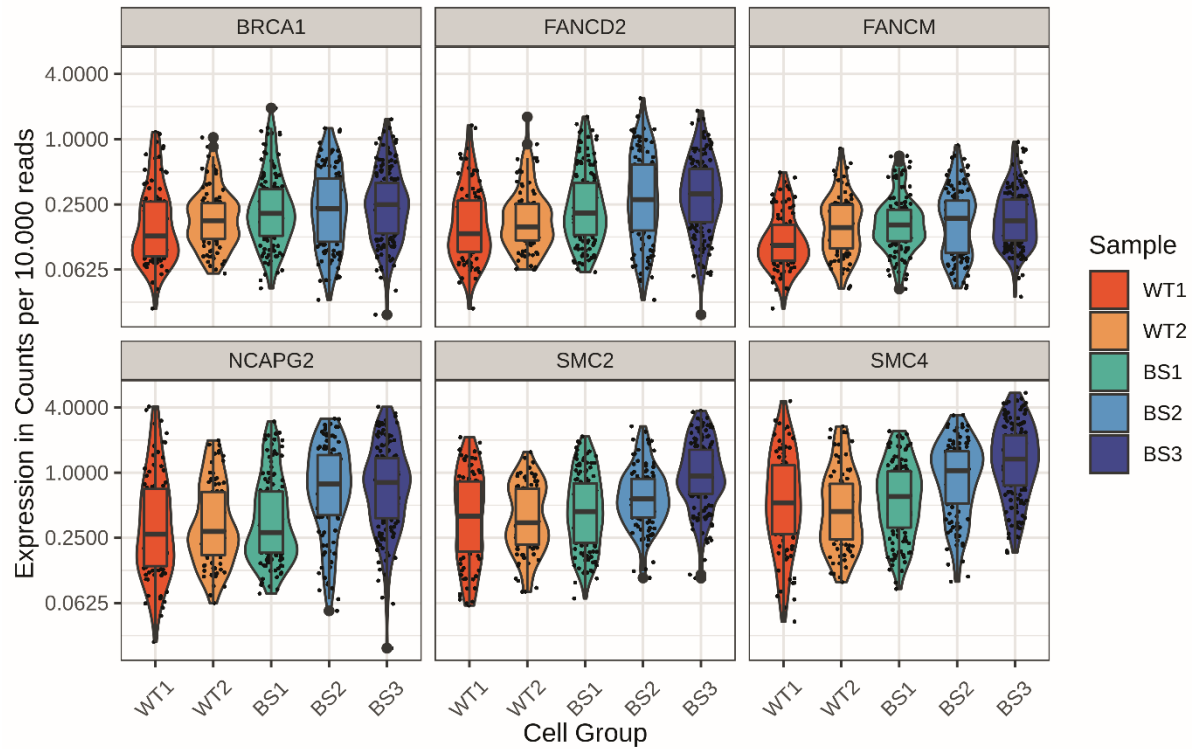 BRCA1 FANCD2 FANCM
4.0000
1.0000
0.2500
0.0625
NCAPG2 SMC2 SMC4
4.0000
1.0000
0.2500
0.0625
WT1 WT2 BS1 BS2 BS3 WT1 WT2 BS1 BS2 BS3 WT1 WT2 BS1 BS2 BS3
Cell Group
Expression in Counts per 10.000 reads
Sample
WT1
WT2
BS1
BS2
BS3